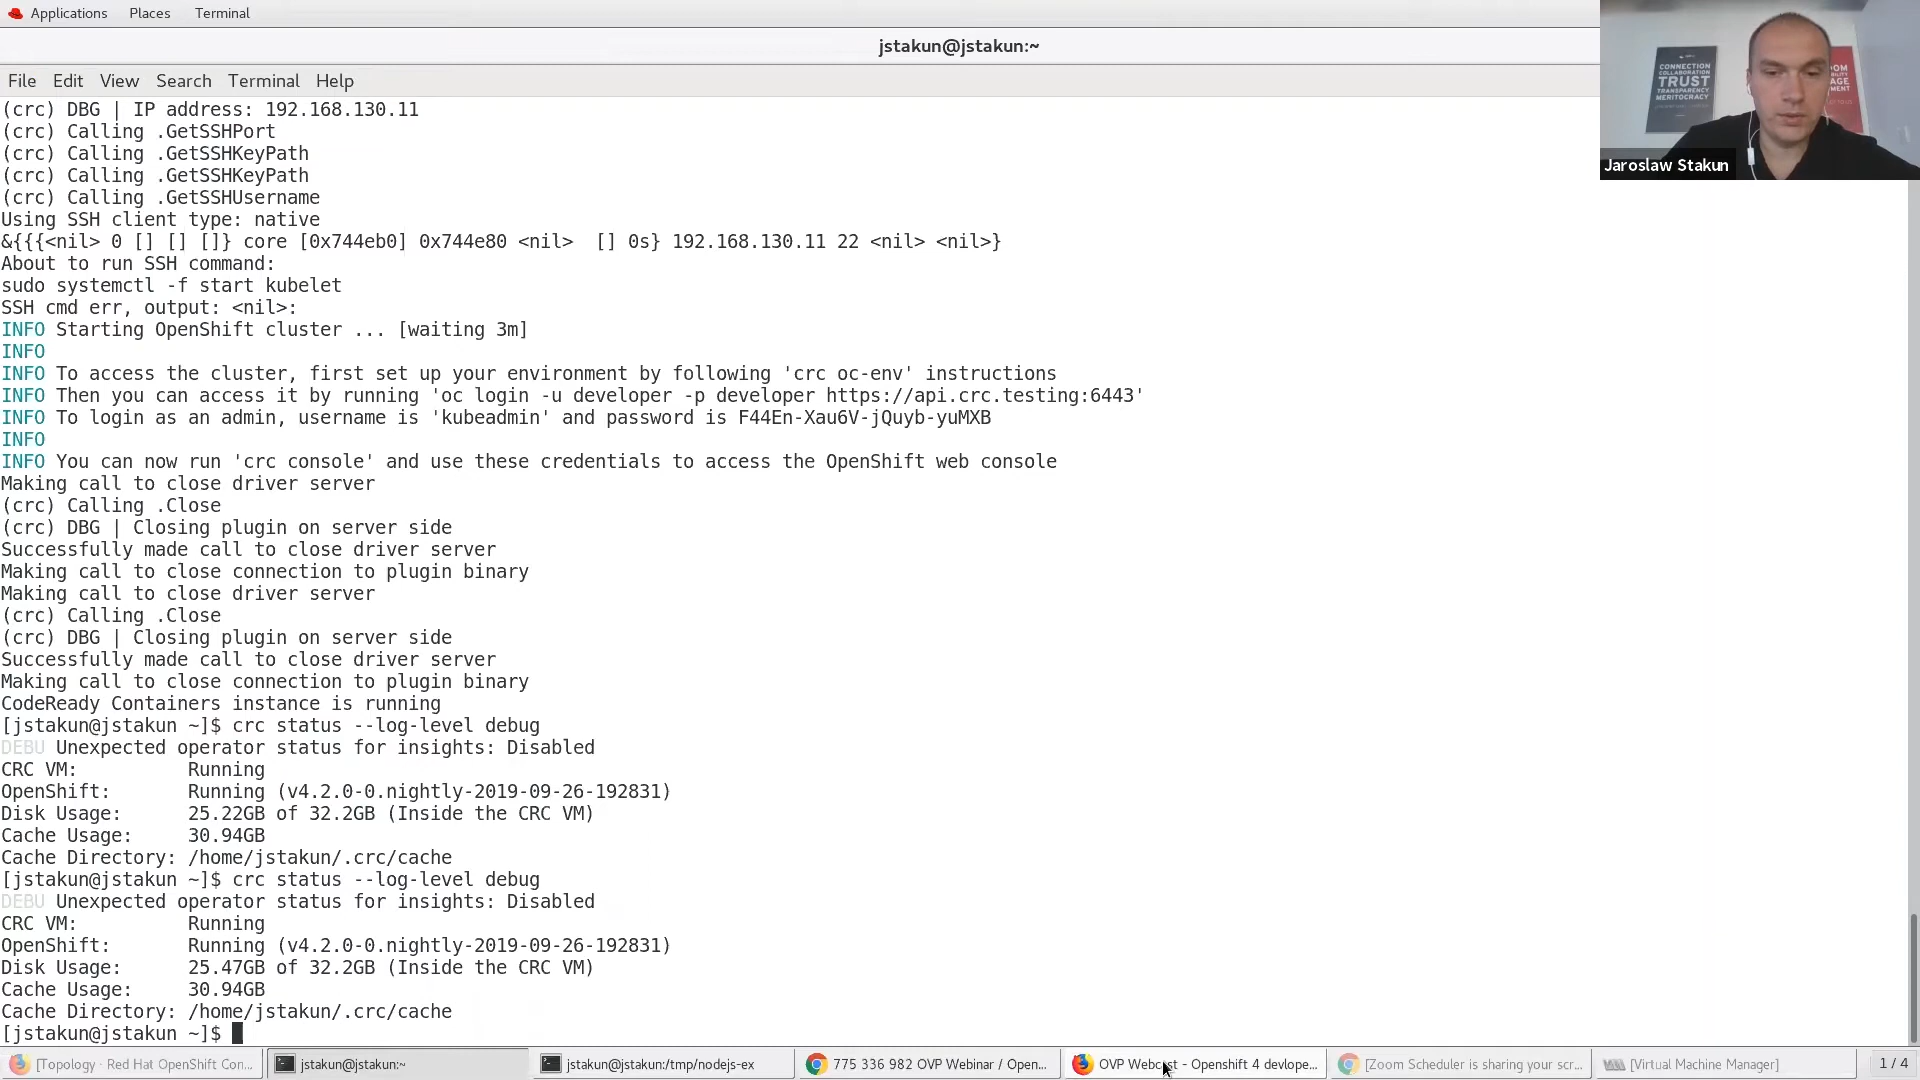 Applications Places Terminal
jstakun@jstakun:~
File Edit View Search Terminal Help
CONNECTION
COLLABORATION
TRUST
TRANSPARENCY
MERITOCRACY
Jaroslaw Stakun
(crc) DBG | IP address: 192.168.130.11
(crc) Calling .GetSSHPort
(crc) Calling .GetSSHKeyPath
(crc) Calling .GetSSHKeyPath
(crc) Calling .GetSSHUsername
Using SSH client type: native
&{{{<nil> 0 [] [] []} core [0x744eb0] 0x744e80 <nil>  [] 0s} 192.168.130.11 22 <nil> <nil>}
About to run SSH command:
sudo systemctl -f start kubelet
SSH cmd err, output: <nil>:
INFO Starting OpenShift cluster ... [waiting 3m]
INFO
INFO To access the cluster, first set up your environment by following 'crc oc-env' instructions
INFO Then you can access it by running 'oc login -u developer -p developer https://api.crc.testing:6443'
INFO To login as an admin, username is 'kubeadmin' and password is F44En-Xau6V-jQuyb-yuMXB
INFO
INFO You can now run 'crc console' and use these credentials to access the OpenShift web console
Making call to close driver server
(crc) Calling .Close
(crc) DBG | Closing plugin on server side
Successfully made call to close driver server
Making call to close connection to plugin binary
Making call to close driver server
(crc) Calling .Close
(crc) DBG | Closing plugin on server side
Successfully made call to close driver server
Making call to close connection to plugin binary
CodeReady Containers instance is running
[jstakun@jstakun ~]$ crc status --log-level debug
DEBU Unexpected operator status for insights: Disabled
CRC VM:          Running
OpenShift:       Running (v4.2.0-0.nightly-2019-09-26-192831)
Disk Usage:      25.22GB of 32.2GB (Inside the CRC VM)
Cache Usage:     30.94GB
Cache Directory: /home/jstakun/.crc/cache
[jstakun@jstakun ~]$ crc status --log-level debug
DEBU Unexpected operator status for insights: Disabled
CRC VM:          Running
OpenShift:       Running (v4.2.0-0.nightly-2019-09-26-192831)
Disk Usage:      25.47GB of 32.2GB (Inside the CRC VM)
Cache Usage:     30.94GB
Cache Directory: /home/jstakun/.crc/cache
[jstakun@jstakun ~]$
[Topology - Red Hat OpenShift Con... jstakun@jstakun:~ jstakun@jstakun:/tmp/nodejs-ex 775 336 982 OVP Webinar / Open... OVP Webcast - Openshift 4 devlope... [Zoom Scheduler is sharing your scr... [Virtual Machine Manager] 1 / 4